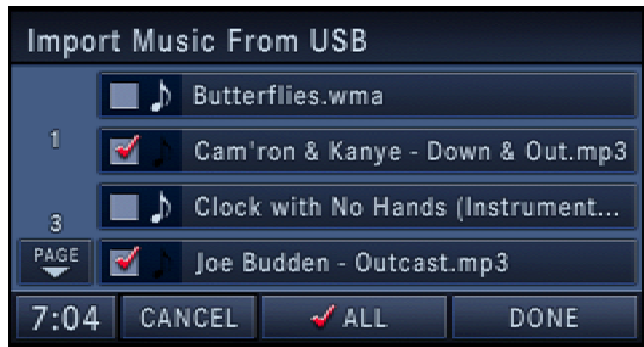 Import Music From USB
Butterflies.wma
1
Cam'ron & Kanye - Down & Out.mp3
Clock with No Hands (Instrument...
3
PAGE
Joe Budden - Outcast.mp3
7:04 CANCEL ALL DONE